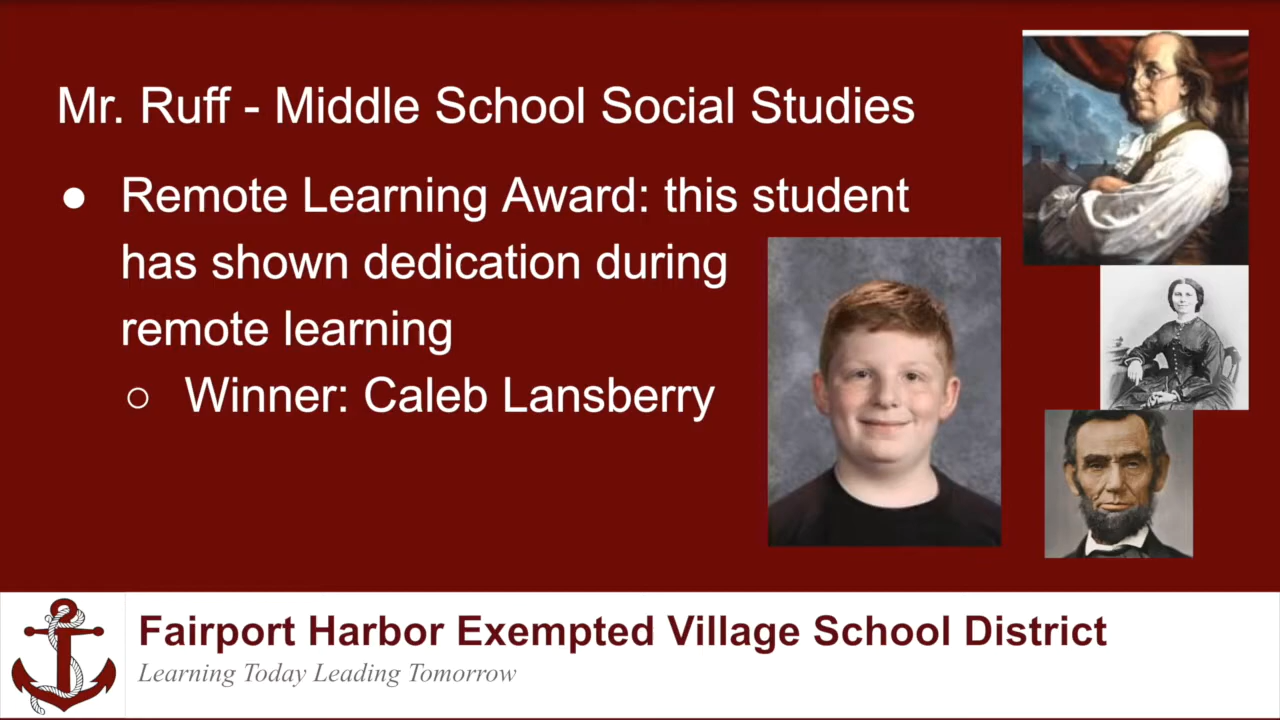 Mr. Ruff - Middle School Social Studies
● Remote Learning Award: this student
has shown dedication during
remote learning
○ Winner: Caleb Lansberry
Fairport Harbor Exempted Village School District
Learning Today Leading Tomorrow